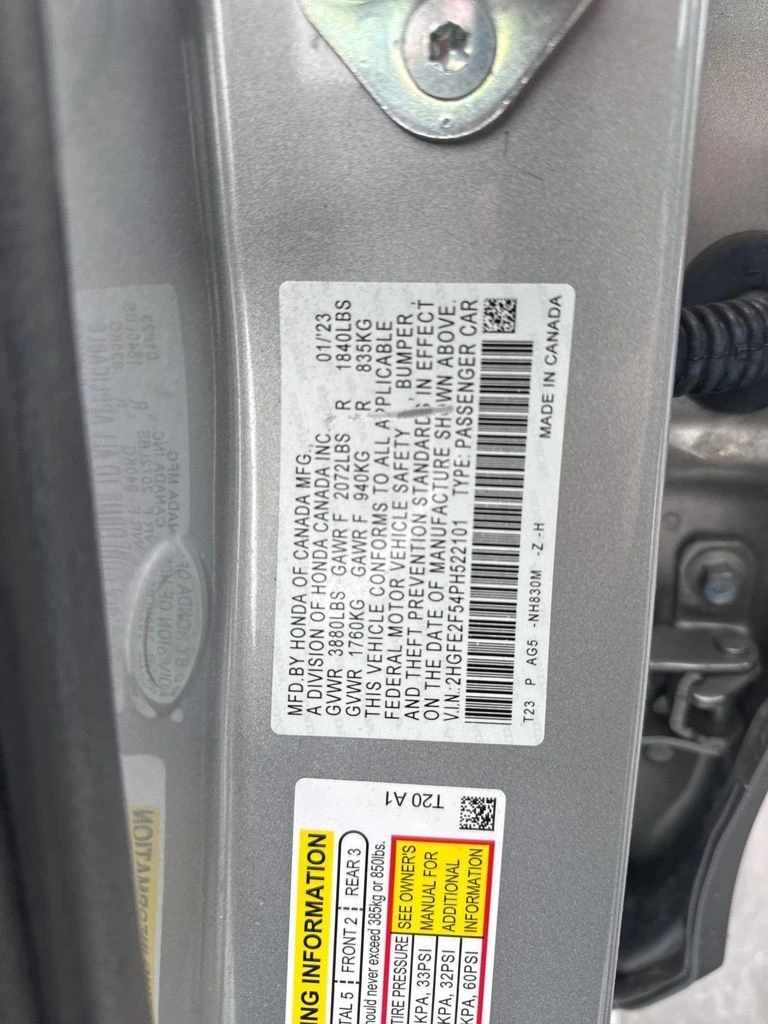 MFD.BY HONDA OF CANADA MFG.,
A DIVISION OF HONDA CANADA INC. 01/'23
GVWR 3880LBS GAWR F 2072LBS R 1840LBS
GVWR 1760KG GAWR F 940KG R 835KG
THIS VEHICLE CONFORMS TO ALL APPLICABLE
FEDERAL MOTOR VEHICLE SAFETY, BUMPER,
AND THEFT PREVENTION STANDARDS IN EFFECT
ON THE DATE OF MANUFACTURE SHOWN ABOVE.
V.I.N.:2HGFE2F54PH522101 TYPE: PASSENGER CAR
T23 P AG5 -NH830M -Z -H
MADE IN CANADA
T20 A1
INFORMATION
5 FRONT 2 REAR 3
should never exceed 385kg or 850lbs.
TIRE PRESSURE SEE OWNER'S
KPA, 33PSI MANUAL FOR
KPA, 32PSI ADDITIONAL
KPA, 60PSI INFORMATION